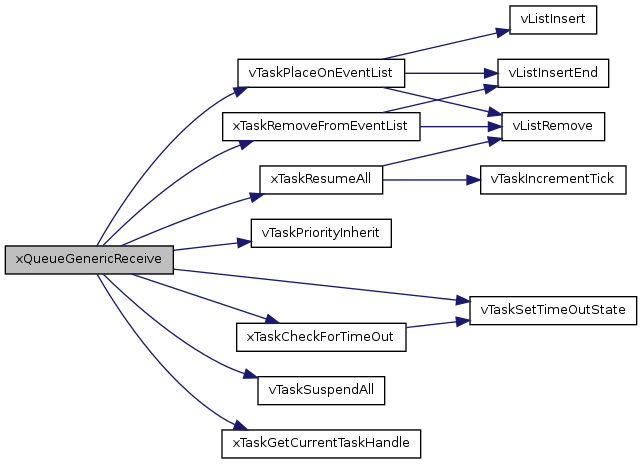 vListInsert
vTaskPlaceOnEventList
vListInsertEnd
xTaskRemoveFromEventList
vListRemove
xTaskResumeAll
vTaskIncrementTick
vTaskPriorityInherit
xQueueGenericReceive
vTaskSetTimeOutState
xTaskCheckForTimeOut
vTaskSuspendAll
xTaskGetCurrentTaskHandle